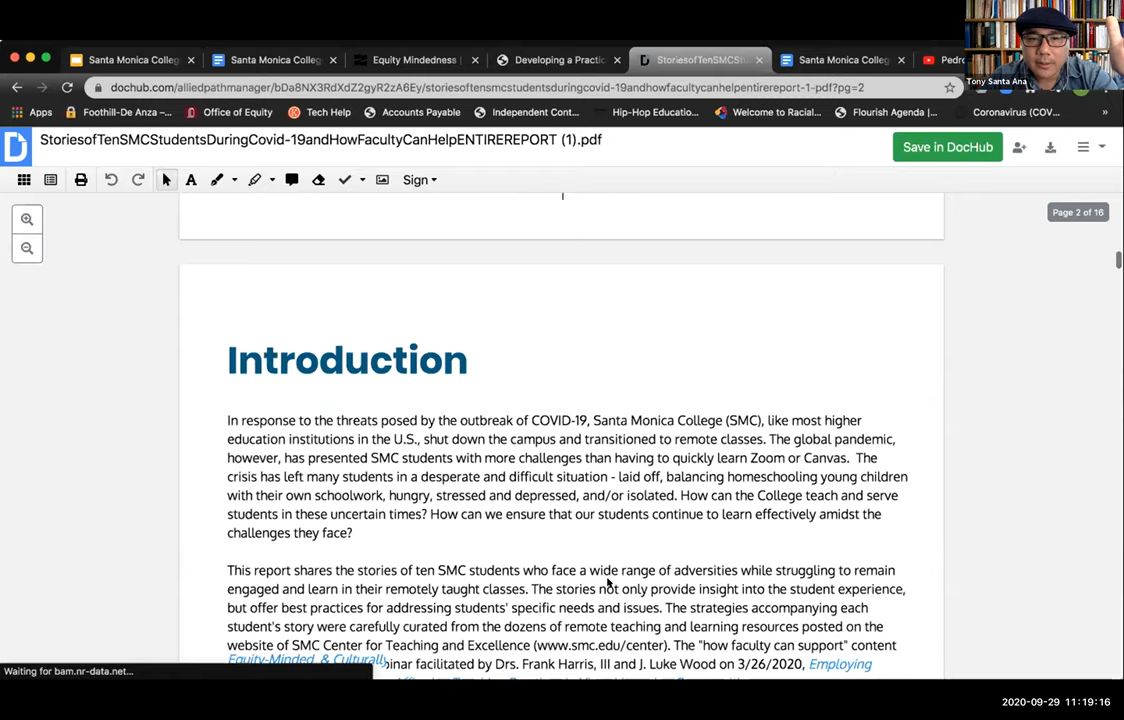 Santa Monica Colleg
Santa Monica Colleg
Equity Mindedness
Developing a Practic
StoriesofTenSMCSt
Santa Monica Colleg
Pedro
Tony Santa Ana
dochub.com/alliedpathmanager/bDa8NX3RdXdZ2gyR2zA6Ey/storiesoftensmcstudentsduringcovid-19andhowfacultycanhelpentirereport-1-pdf?pg=2
Apps
Foothill-De Anza –...
Office of Equity
Tech Help
Accounts Payable
Independent Cont...
Hip-Hop Educatio...
Welcome to Racial...
Flourish Agenda |...
Coronavirus (COV...
»
StoriesofTenSMCStudentsDuringCovid-19andHowFacultyCanHelpENTIREREPORT (1).pdf
Save in DocHub
Sign
Page 2 of 16
Introduction
In response to the threats posed by the outbreak of COVID-19, Santa Monica College (SMC), like most higher
education institutions in the U.S., shut down the campus and transitioned to remote classes. The global pandemic,
however, has presented SMC students with more challenges than having to quickly learn Zoom or Canvas. The
crisis has left many students in a desperate and difficult situation - laid off, balancing homeschooling young children
with their own schoolwork, hungry, stressed and depressed, and/or isolated. How can the College teach and serve
students in these uncertain times? How can we ensure that our students continue to learn effectively amidst the
challenges they face?
This report shares the stories of ten SMC students who face a wide range of adversities while struggling to remain
engaged and learn in their remotely taught classes. The stories not only provide insight into the student experience,
but offer best practices for addressing students' specific needs and issues. The strategies accompanying each
student's story were carefully curated from the dozens of remote teaching and learning resources posted on the
website of SMC Center for Teaching and Excellence (www.smc.edu/center). The "how faculty can support" content
Equity-Minded & Culturally
inar facilitated by Drs. Frank Harris, III and J. Luke Wood on 3/26/2020, Employing
Waiting for bam.nr-data.net...
2020-09-29 11:19:16